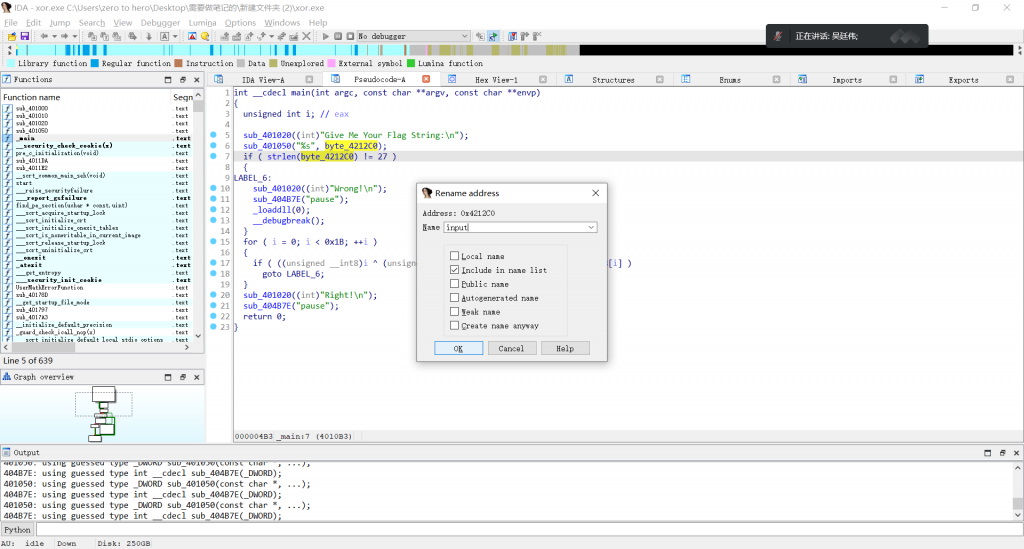 IDA - xor.exe C:\Users\zero to hero\Desktop\需要做笔记的\新建文件夹 (2)\xor.exe
File Edit Jump Search View Debugger Lumina Options Windows Help
No debugger
正在讲话: 吴廷伟;
Library function Regular function Instruction Data Unexplored External symbol Lumina function
Functions
IDA View-A Pseudocode-A Hex View-1 Structures Enums Imports Exports
Function name Segn
sub_401000 .text
sub_401010 .text
sub_401020 .text
sub_401050 .text
_main .text
__security_check_cookie(x) .text
pre_c_initialization(void) .text
sub_4011DA .text
sub_4011E2 .text
__scrt_common_main_seh(void) .text
start .text
___raise_securityfailure .text
___report_gsfailure .text
find_pe_section(uchar * const,uint) .text
___scrt_acquire_startup_lock .text
___scrt_initialize_crt .text
___scrt_initialize_onexit_tables .text
___scrt_is_nonwritable_in_current_image .text
___scrt_release_startup_lock .text
___scrt_uninitialize_crt .text
__onexit .text
_atexit .text
___get_entropy .text
___security_init_cookie .text
UserMathErrorFunction .text
sub_40178D .text
__get_startup_file_mode .text
sub_401797 .text
sub_4017A3 .text
__initialize_default_precision .text
_guard_check_icall_nop(x) .text
__scrt_initialize_default_local_stdio_options .text
Line 5 of 639
Graph overview
1 int __cdecl main(int argc, const char **argv, const char **envp)
2 {
3 unsigned int i; // eax
4
5 sub_401020((int)"Give Me Your Flag String:\n");
6 sub_401050("%s", byte_4212C0);
7 if ( strlen(byte_4212C0) != 27 )
8 {
9 LABEL_6:
10 sub_401020((int)"Wrong!\n");
11 sub_404B7E("pause");
12 _loaddll(0);
13 __debugbreak();
14 }
15 for ( i = 0; i < 0x1B; ++i )
16 {
17 if ( ((unsigned __int8)i ^ (unsig [i] )
18 goto LABEL_6;
19 }
20 sub_401020((int)"Right!\n");
21 sub_404B7E("pause");
22 return 0;
23 }
Rename address
Address: 0x4212C0
Name input
Local name
Include in name list
Public name
Autogenerated name
Weak name
Create name anyway
OK Cancel Help
000004B3 _main:7 (4010B3)
Output
401050: using guessed type _DWORD sub_401050(const char *, ...);
404B7E: using guessed type int __cdecl sub_404B7E(_DWORD);
401050: using guessed type _DWORD sub_401050(const char *, ...);
404B7E: using guessed type int __cdecl sub_404B7E(_DWORD);
401050: using guessed type _DWORD sub_401050(const char *, ...);
404B7E: using guessed type int __cdecl sub_404B7E(_DWORD);
Python
AU: idle Down Disk: 250GB